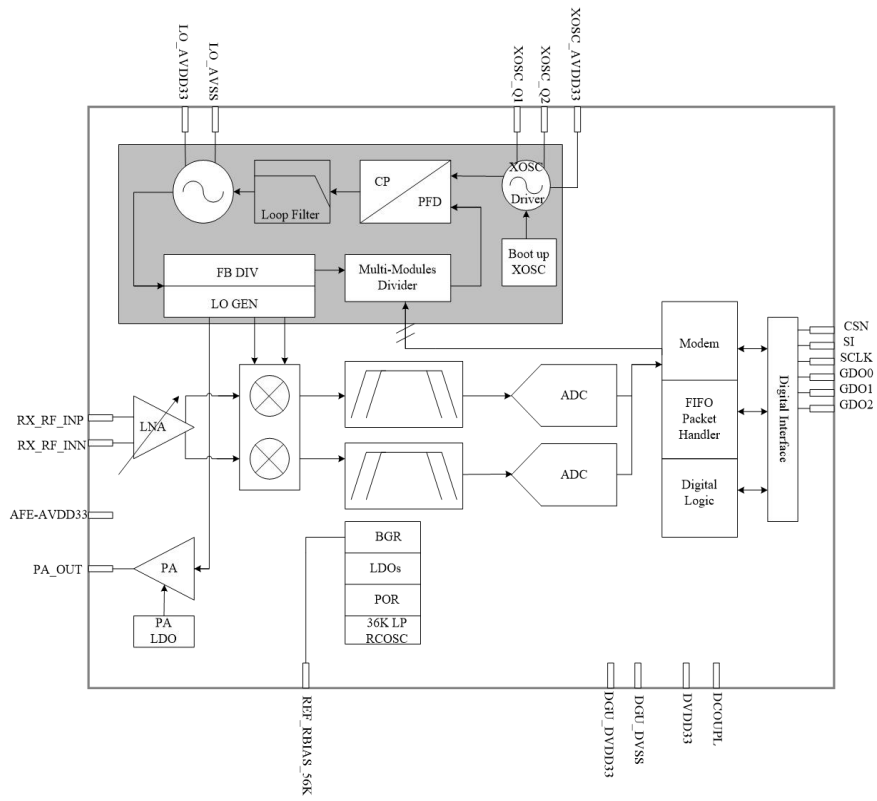 LO_AVDD33
LO_AVSS
XOSC_Q1
XOSC_Q2
XOSC_AVDD33
Loop Filter
CP
PFD
XOSC
Driver
Boot up
XOSC
FB DIV
LO GEN
Multi-Modules
Divider
Modem
FIFO
Packet
Handler
Digital
Logic
Digital Interface
CSN
SI
SCLK
GDO0
GDO1
GDO2
RX_RF_INP
RX_RF_INN
LNA
ADC
ADC
AFE-AVDD33
PA_OUT
PA
PA
LDO
BGR
LDOs
POR
36K LP
RCOSC
REF_RBIAS_56K
DGU_DVDD33
DGU_DVSS
DVDD33
DCOUPL